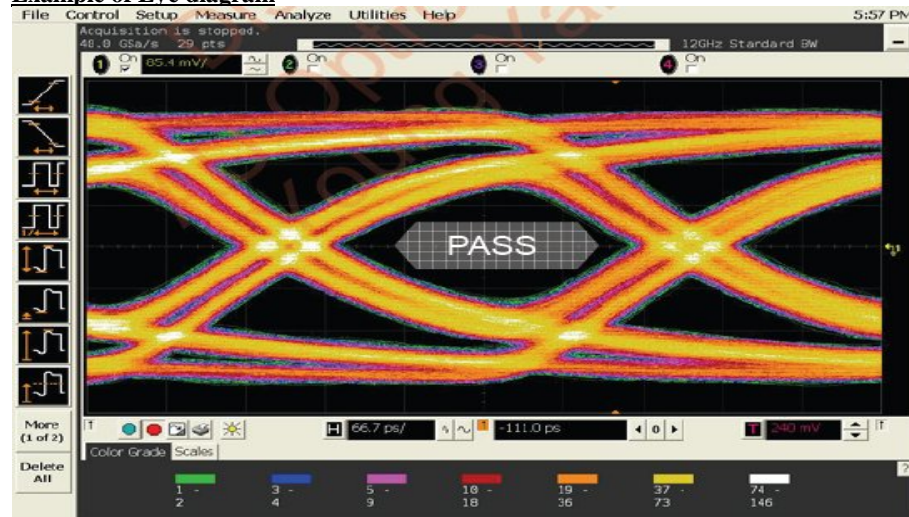 Example of Eye diagram
File Control Setup Measure Analyze Utilities Help 5:57 PM
Acquisition is stopped.
40.0 GSa/s 29 pts 12GHz Standard BW
1 On 85.4 mV/ 2 On 3 On 4 On
PASS
More
(1 of 2)
Delete
All
H 66.7 ps/ T -111.0 ps 0 T 240 mV
Color Grade Scales ?
1 - 3 - 5 - 10 - 19 - 37 - 74 -
2 4 9 18 36 73 146